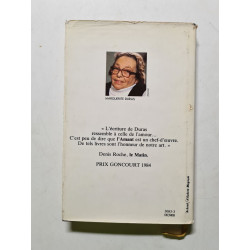 MARGUERITE DURAS
« L'écriture de Duras
ressemble à celle de l'amour...
C'est peu de dire que l'Amant est un chef-d'œuvre.
De tels livres sont l'honneur de notre art. »
Denis Roche, le Matin.
PRIX GONCOURT 1984